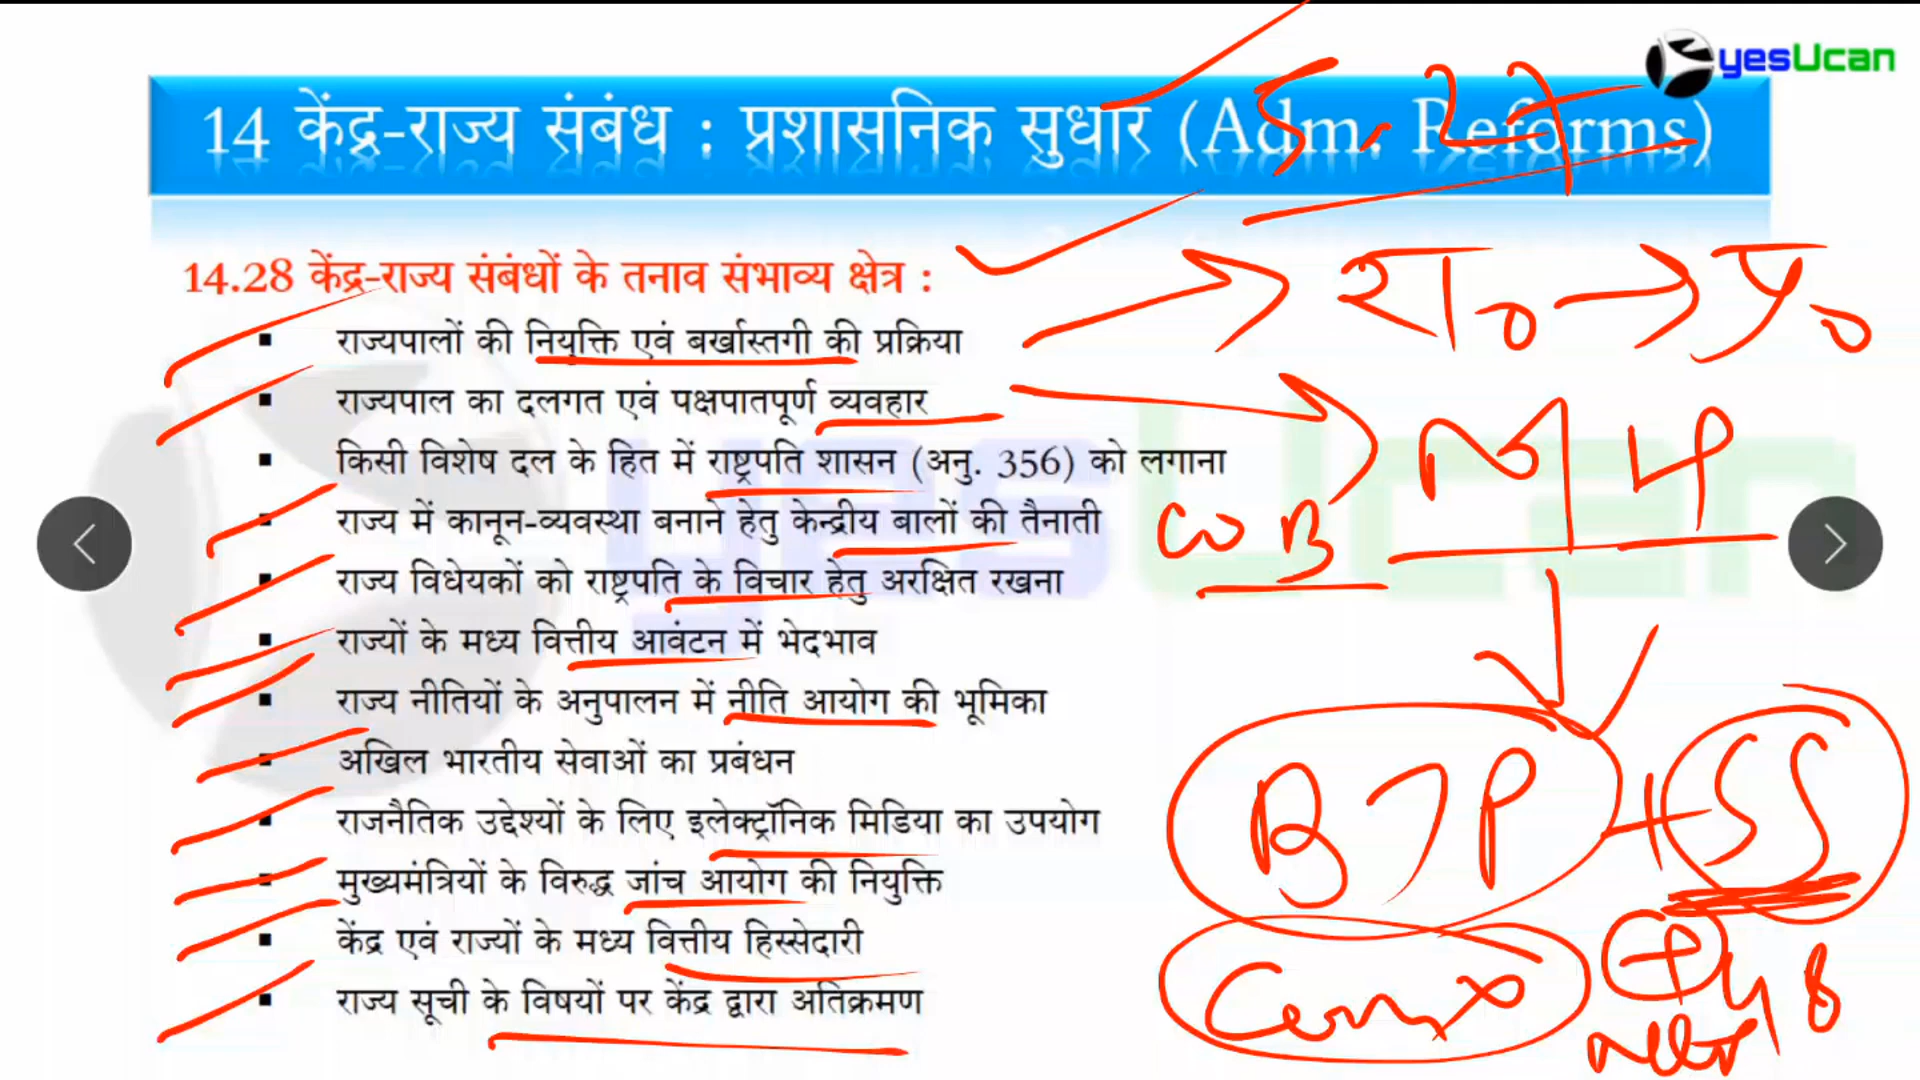 yesUcan
14 केंद्र-राज्य संबंध : प्रशासनिक सुधार (Adm. Reforms)
14.28 केंद्र-राज्य संबंधों के तनाव संभाव्य क्षेत्र :
▪ राज्यपालों की नियुक्ति एवं बर्खास्तगी की प्रक्रिया
▪ राज्यपाल का दलगत एवं पक्षपातपूर्ण व्यवहार
▪ किसी विशेष दल के हित में राष्ट्रपति शासन (अनु. 356) को लगाना
▪ राज्य में कानून-व्यवस्था बनाने हेतु केन्द्रीय बालों की तैनाती
▪ राज्य विधेयकों को राष्ट्रपति के विचार हेतु अरक्षित रखना
▪ राज्यों के मध्य वित्तीय आवंटन में भेदभाव
▪ राज्य नीतियों के अनुपालन में नीति आयोग की भूमिका
▪ अखिल भारतीय सेवाओं का प्रबंधन
▪ राजनैतिक उद्देश्यों के लिए इलेक्ट्रॉनिक मिडिया का उपयोग
▪ मुख्यमंत्रियों के विरुद्ध जांच आयोग की नियुक्ति
▪ केंद्र एवं राज्यों के मध्य वित्तीय हिस्सेदारी
▪ राज्य सूची के विषयों पर केंद्र द्वारा अतिक्रमण
रा० → प्र०
BJP + SS